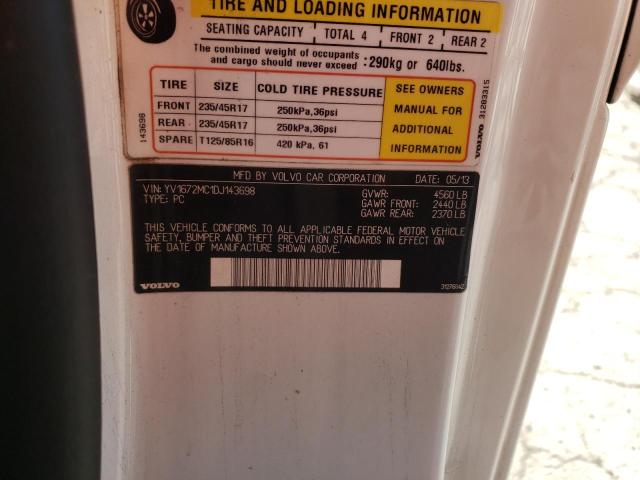 TIRE AND LOADING INFORMATION
SEATING CAPACITY TOTAL 4 FRONT 2 REAR 2
The combined weight of occupants and cargo should never exceed : 290kg or 640lbs.
TIRE SIZE COLD TIRE PRESSURE
FRONT 235/45R17 250kPa,36psi
REAR 235/45R17 250kPa,36psi
SPARE T125/85R16 420 kPa, 61
SEE OWNERS
MANUAL FOR
ADDITIONAL
INFORMATION
143698
VOLVO 31283315
MFD BY VOLVO CAR CORPORATION DATE: 05/13
VIN: YV1672MC1DJ143698
TYPE: PC
GVWR: 4560 LB
GAWR FRONT: 2440 LB
GAWR REAR: 2370 LB
THIS VEHICLE CONFORMS TO ALL APPLICABLE FEDERAL MOTOR VEHICLE
SAFETY, BUMPER AND THEFT PREVENTION STANDARDS IN EFFECT ON
THE DATE OF MANUFACTURE SHOWN ABOVE.
VOLVO